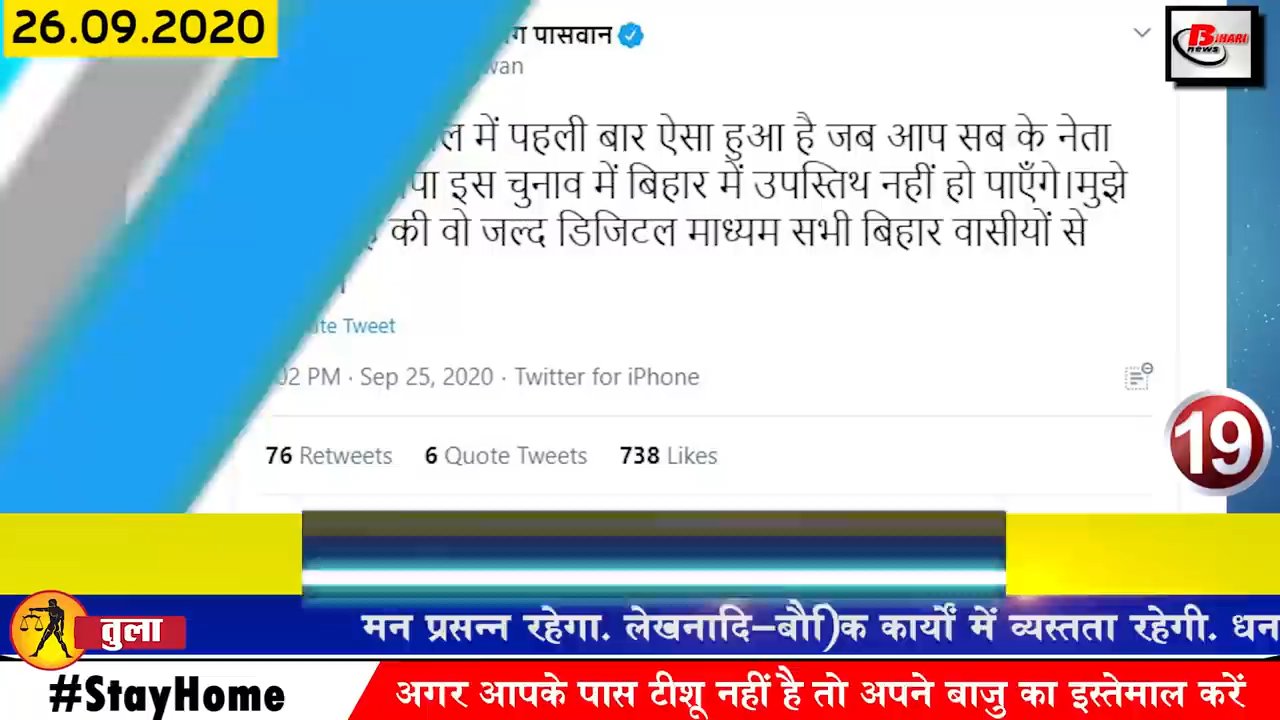 26.09.2020
पासवान
BIHARI
news
में पहली बार ऐसा हुआ है जब आप सब के नेता
इस चुनाव में बिहार में उपस्तिथ नहीं हो पाएँगे।मुझे
की वो जल्द डिजिटल माध्यम सभी बिहार वासीयों से
Tweet
02 PM · Sep 25, 2020 · Twitter for iPhone
76 Retweets 6 Quote Tweets 738 Likes
19
तुला
मन प्रसन्न रहेगा. लेखनादि–बौ)िक कार्यों में व्यस्तता रहेगी. धन
#StayHome
अगर आपके पास टीशू नहीं है तो अपने बाजु का इस्तेमाल करें